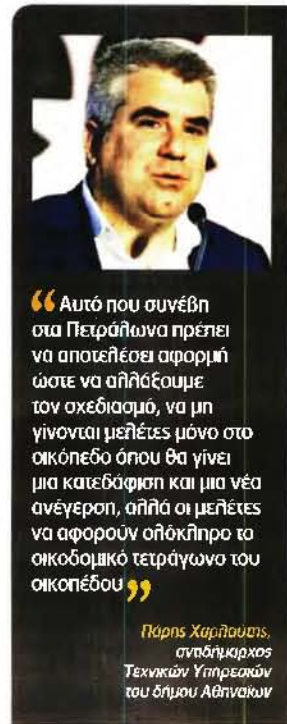 “Αυτό που συνέβη
στα Πετράλωνα πρέπει
να αποτελέσει αφορμή
ώστε να αλλάξουμε
τον σχεδιασμό, να μη
γίνονται μελέτες μόνο στο
οικόπεδο όπου θα γίνει
μια κατεδάφιση και μια νέα
ανέγερση, αλλά οι μελέτες
να αφορούν ολόκληρο το
οικοδομικό τετράγωνο του
οικοπέδου”
Πάρης Χαρλαύτης,
αντιδήμαρχος
Τεχνικών Υπηρεσιών
του δήμου Αθηναίων